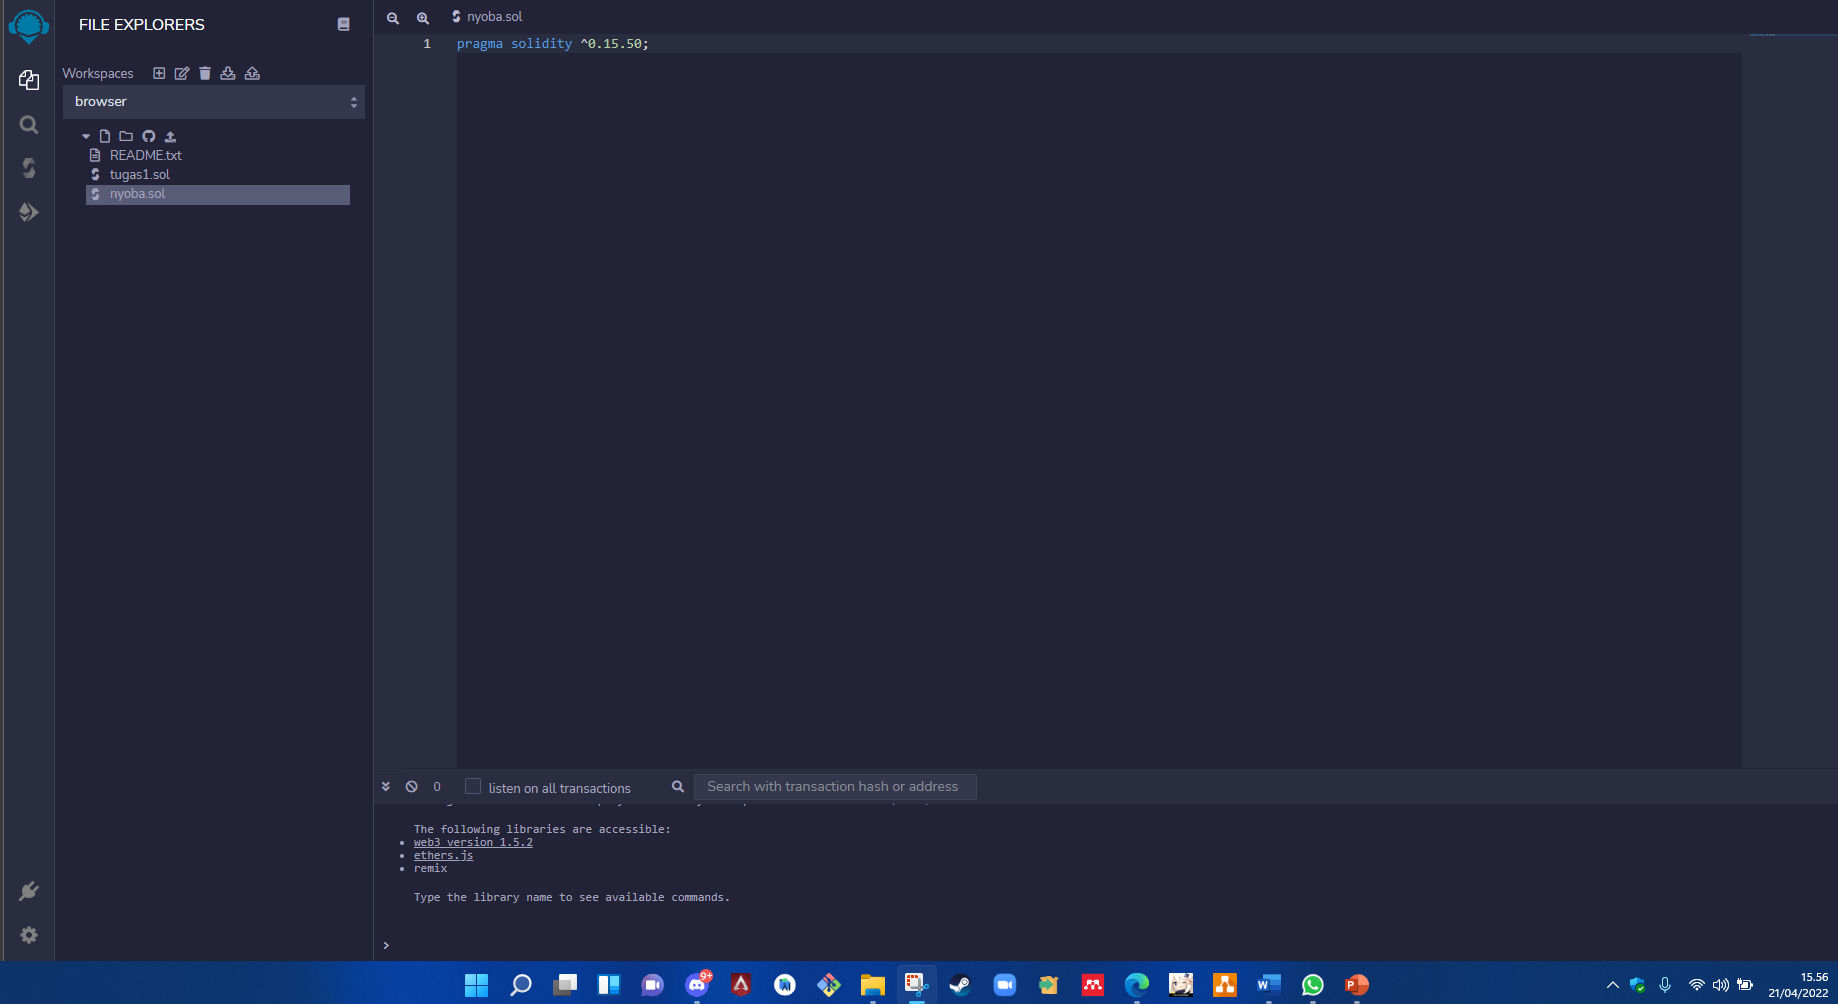 FILE EXPLORERS
Workspaces
browser
README.txt
tugas1.sol
nyoba.sol
nyoba.sol
1 pragma solidity ^0.15.50;
0 listen on all transactions Search with transaction hash or address
The following libraries are accessible:
web3 version 1.5.2
ethers.js
remix
Type the library name to see available commands.
>
9+
W
P
15.56
21/04/2022